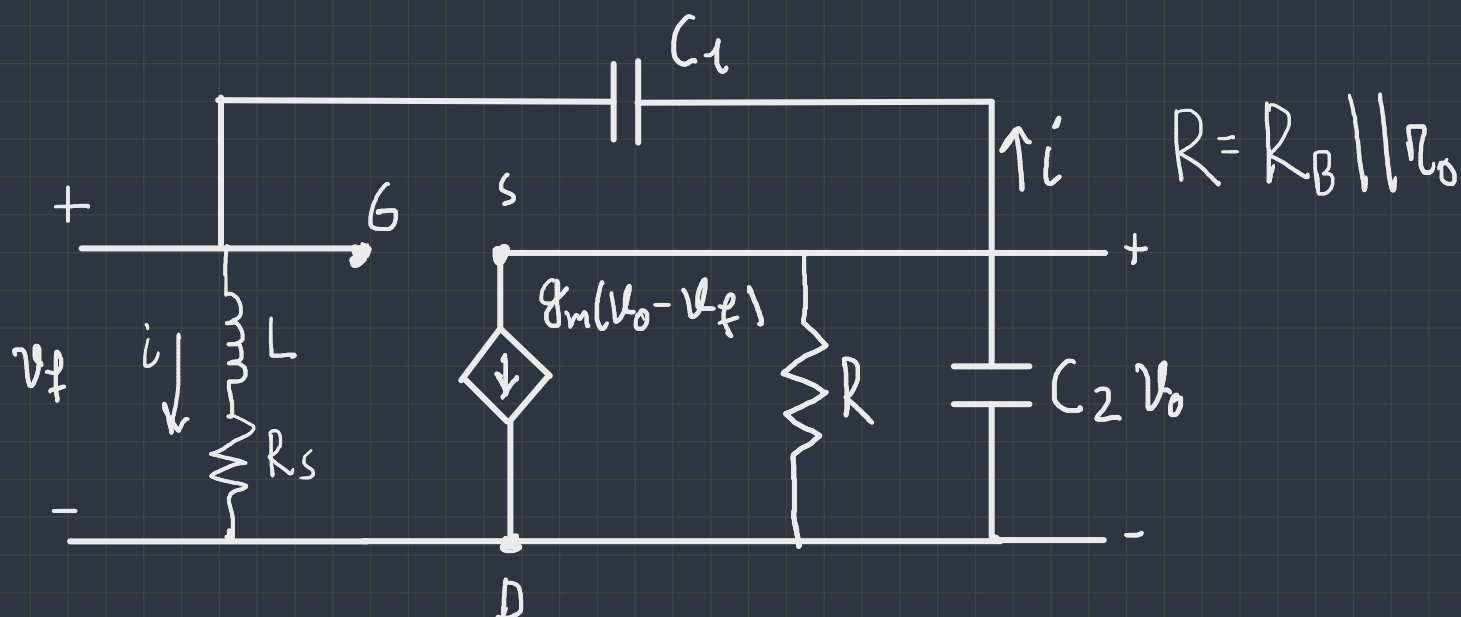 C1
i
R = RB || ro
+
G
S
+
gm(vo - vf)
vf
i
L
R
C2
vo
Rs
-
-
D